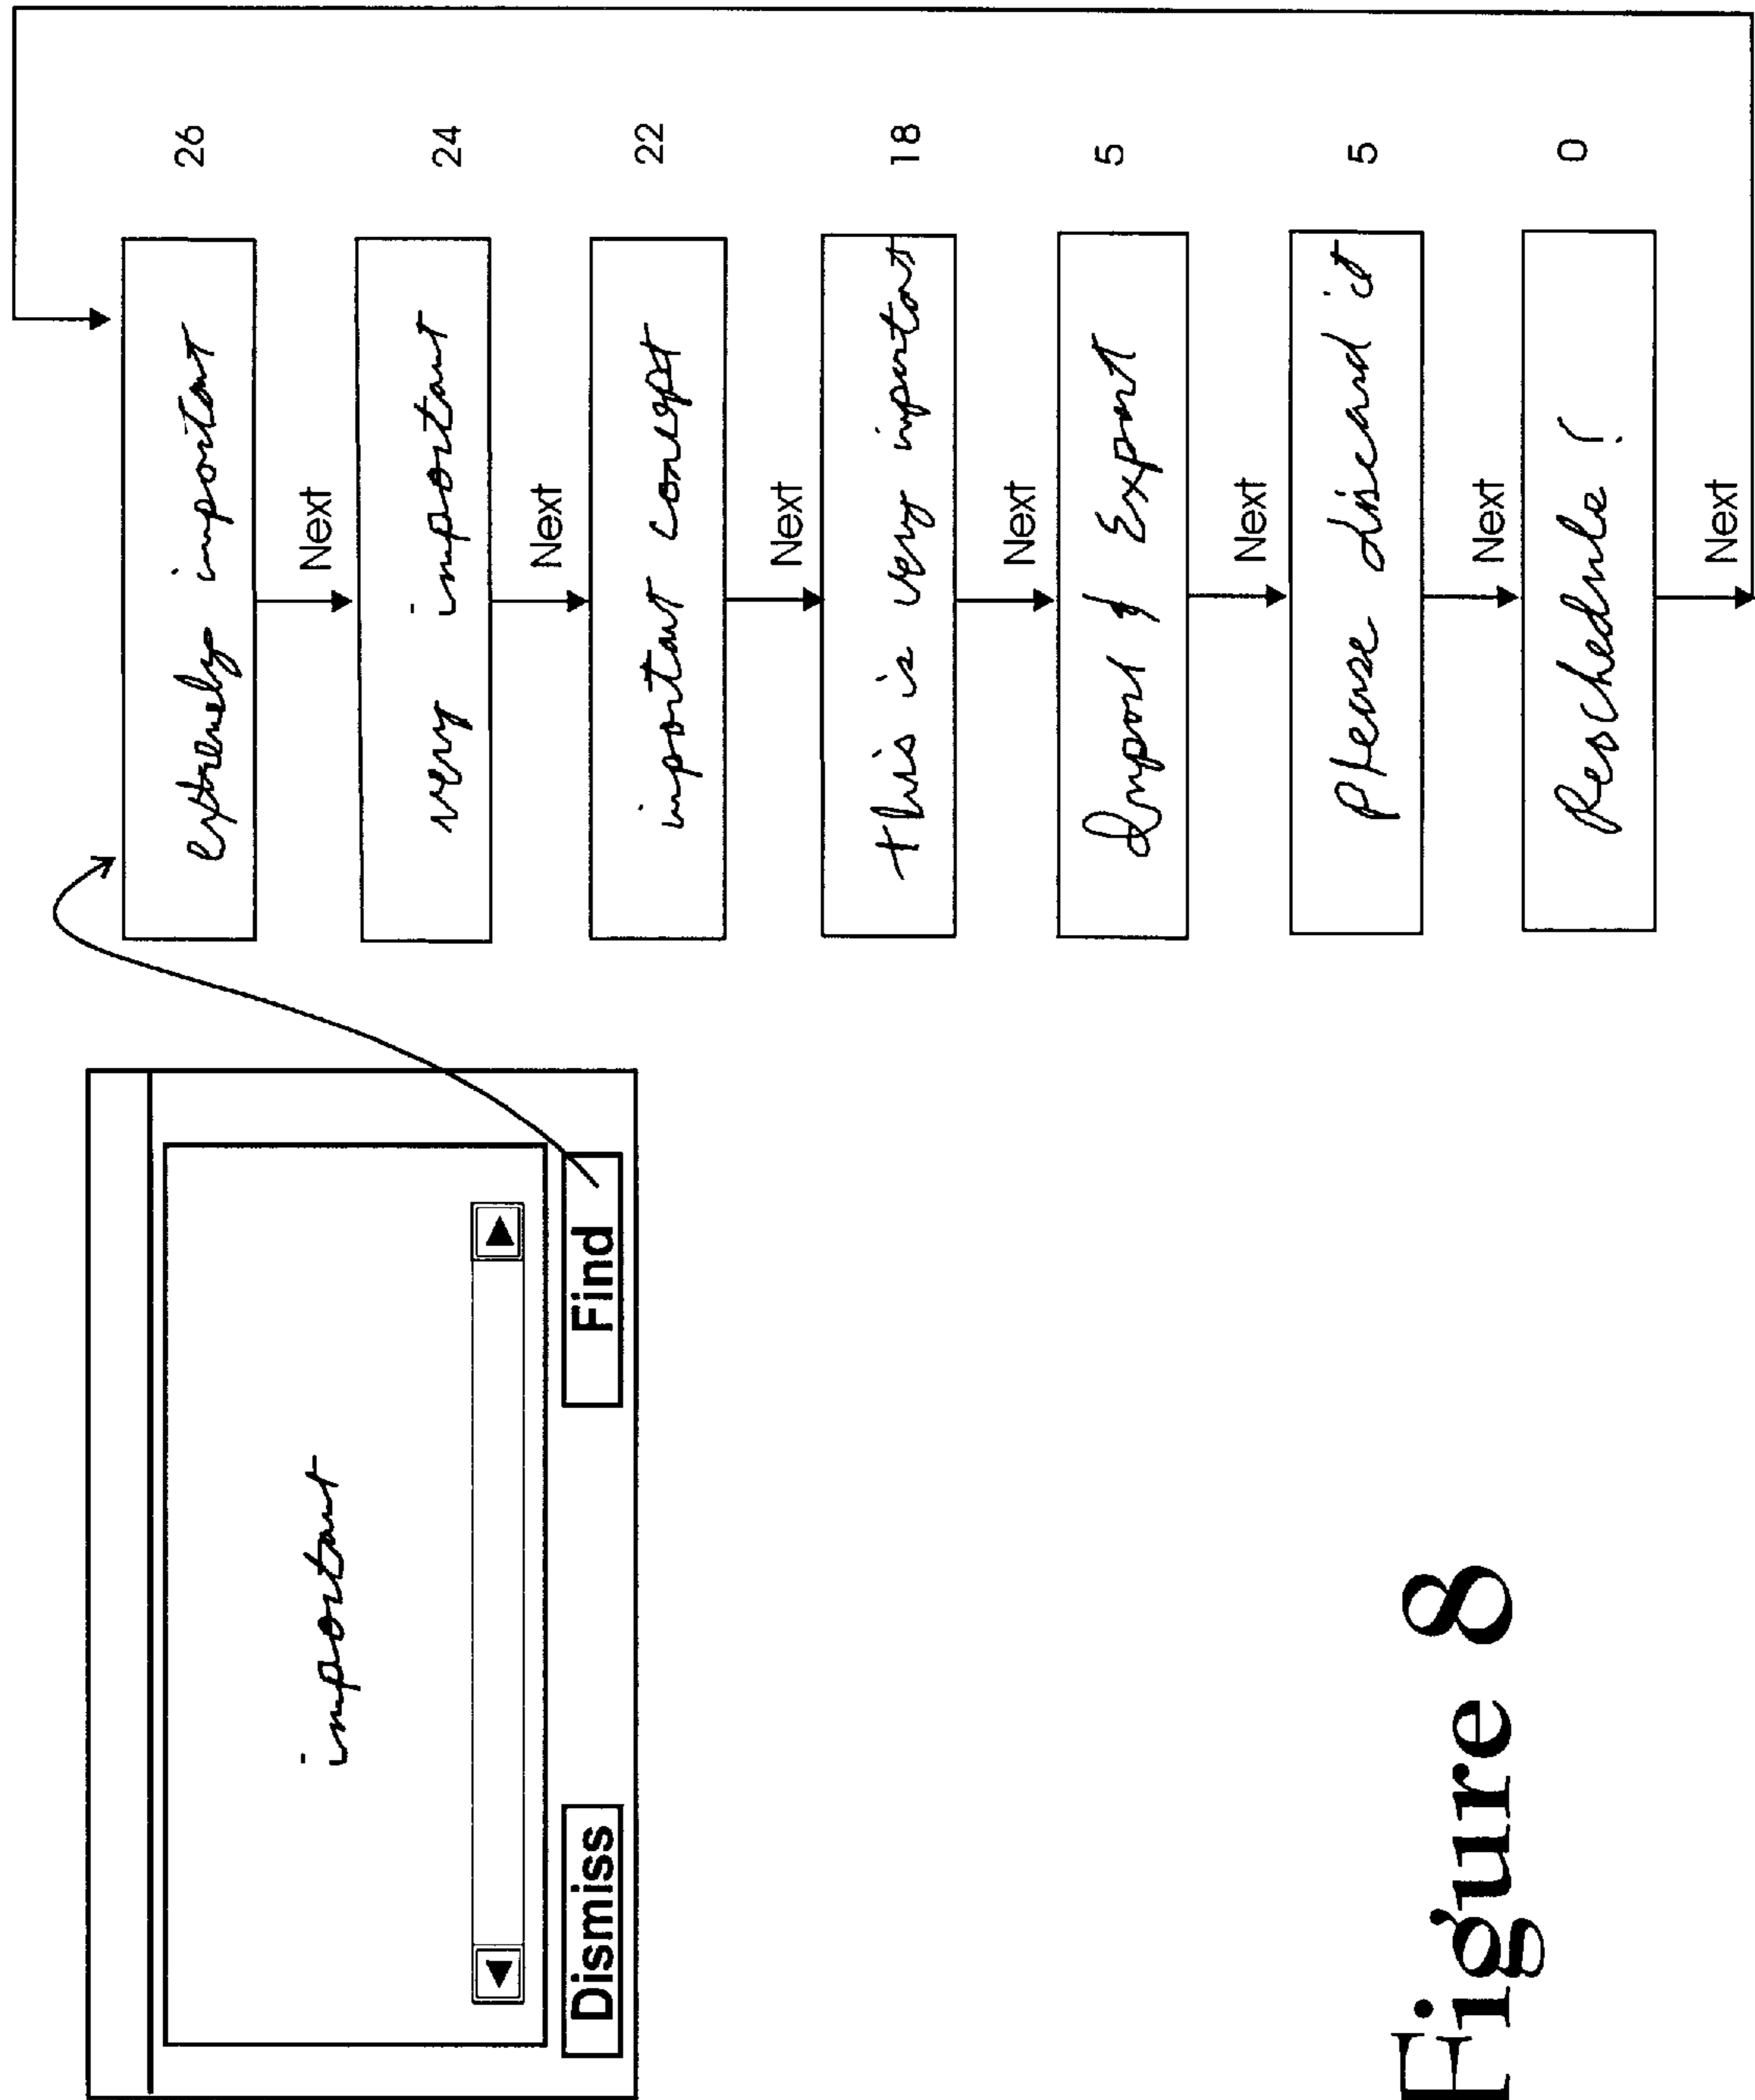 important
Dismiss
Find
extremely important
26
Next
very important
24
Next
important concept
22
Next
this is very important
18
Next
Import & Export
5
Next
Please discard it
5
Next
Reschedule!
0
Next
Figure 8